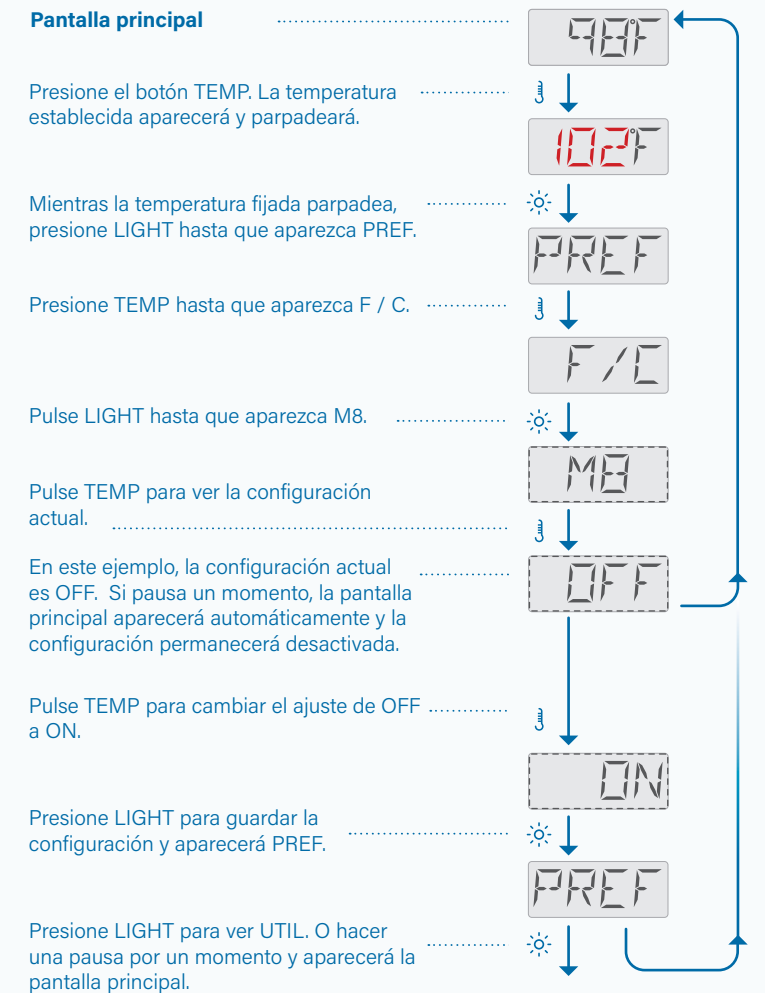 Pantalla principal
98°F
Presione el botón TEMP. La temperatura
establecida aparecerá y parpadeará.
102°F
Mientras la temperatura fijada parpadea,
presione LIGHT hasta que aparezca PREF.
PREF
Presione TEMP hasta que aparezca F / C.
F/C
Pulse LIGHT hasta que aparezca M8.
M8
Pulse TEMP para ver la configuración
actual.
En este ejemplo, la configuración actual
es OFF.  Si pausa un momento, la pantalla
principal aparecerá automáticamente y la
configuración permanecerá desactivada.
OFF
Pulse TEMP para cambiar el ajuste de OFF
a ON.
ON
Presione LIGHT para guardar la
configuración y aparecerá PREF.
PREF
Presione LIGHT para ver UTIL. O hacer
una pausa por un momento y aparecerá la
pantalla principal.